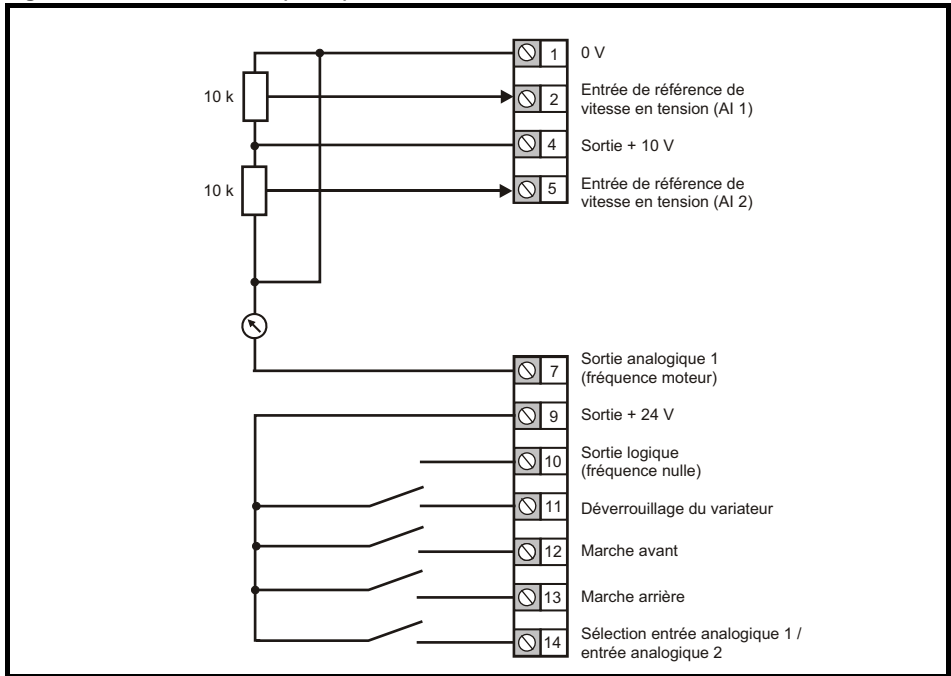 1 0 V
10 k
2 Entrée de référence de
vitesse en tension (AI 1)
4 Sortie + 10 V
10 k
5 Entrée de référence de
vitesse en tension (AI 2)
7 Sortie analogique 1
(fréquence moteur)
9 Sortie + 24 V
10 Sortie logique
(fréquence nulle)
11 Déverrouillage du variateur
12 Marche avant
13 Marche arrière
14 Sélection entrée analogique 1 /
entrée analogique 2